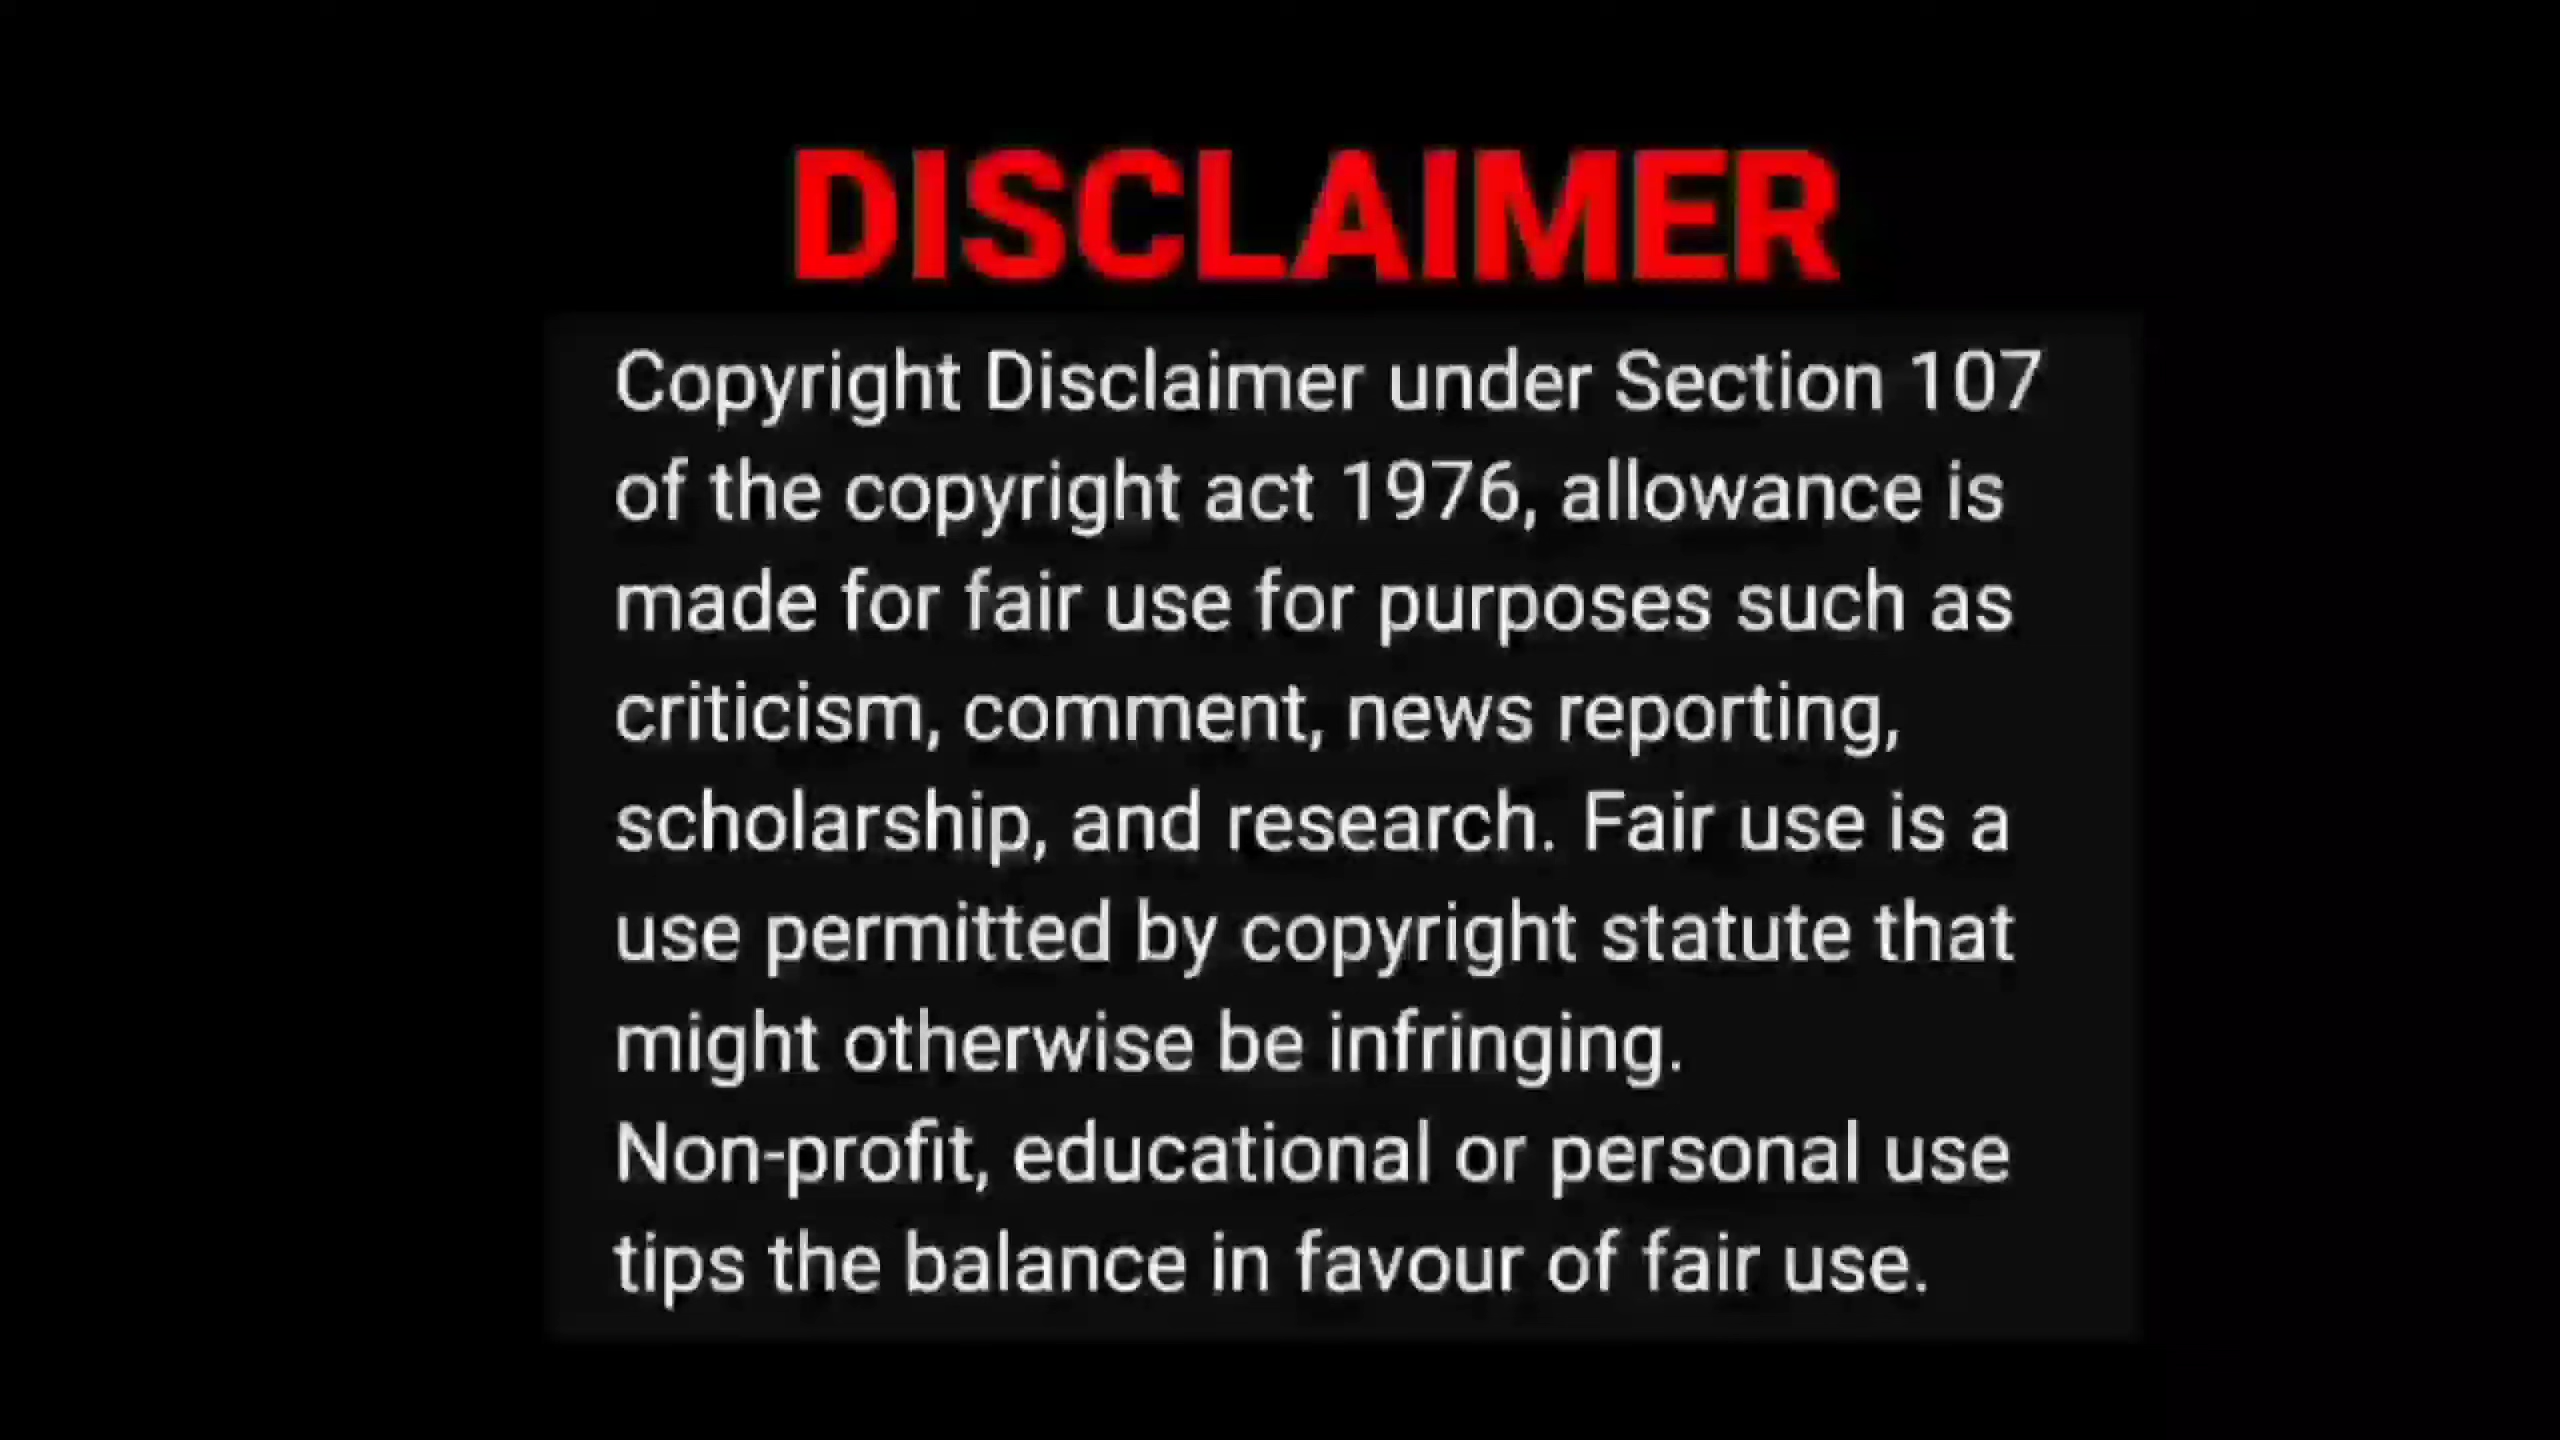 DISCLAIMER
Copyright Disclaimer under Section 107
of the copyright act 1976, allowance is
made for fair use for purposes such as
criticism, comment, news reporting,
scholarship, and research. Fair use is a
use permitted by copyright statute that
might otherwise be infringing.
Non-profit, educational or personal use
tips the balance in favour of fair use.